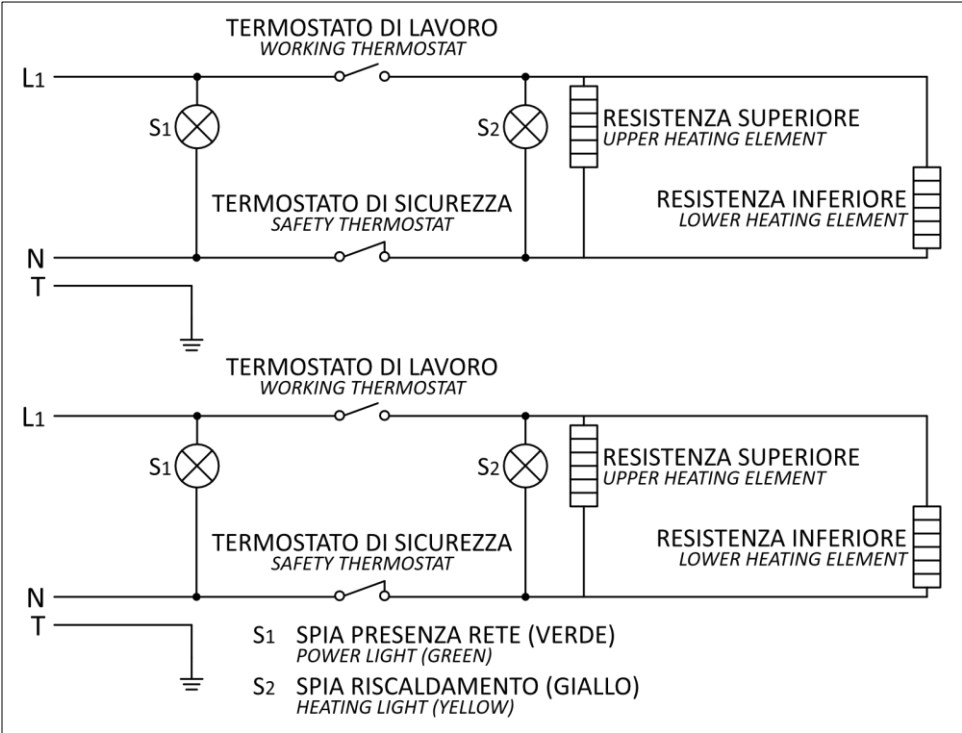 TERMOSTATO DI LAVORO
WORKING THERMOSTAT
L1
S1
S2
RESISTENZA SUPERIORE
UPPER HEATING ELEMENT
TERMOSTATO DI SICUREZZA
SAFETY THERMOSTAT
RESISTENZA INFERIORE
LOWER HEATING ELEMENT
N
T
TERMOSTATO DI LAVORO
WORKING THERMOSTAT
L1
S1
S2
RESISTENZA SUPERIORE
UPPER HEATING ELEMENT
TERMOSTATO DI SICUREZZA
SAFETY THERMOSTAT
RESISTENZA INFERIORE
LOWER HEATING ELEMENT
N
T
S1 SPIA PRESENZA RETE (VERDE)
POWER LIGHT (GREEN)
S2 SPIA RISCALDAMENTO (GIALLO)
HEATING LIGHT (YELLOW)